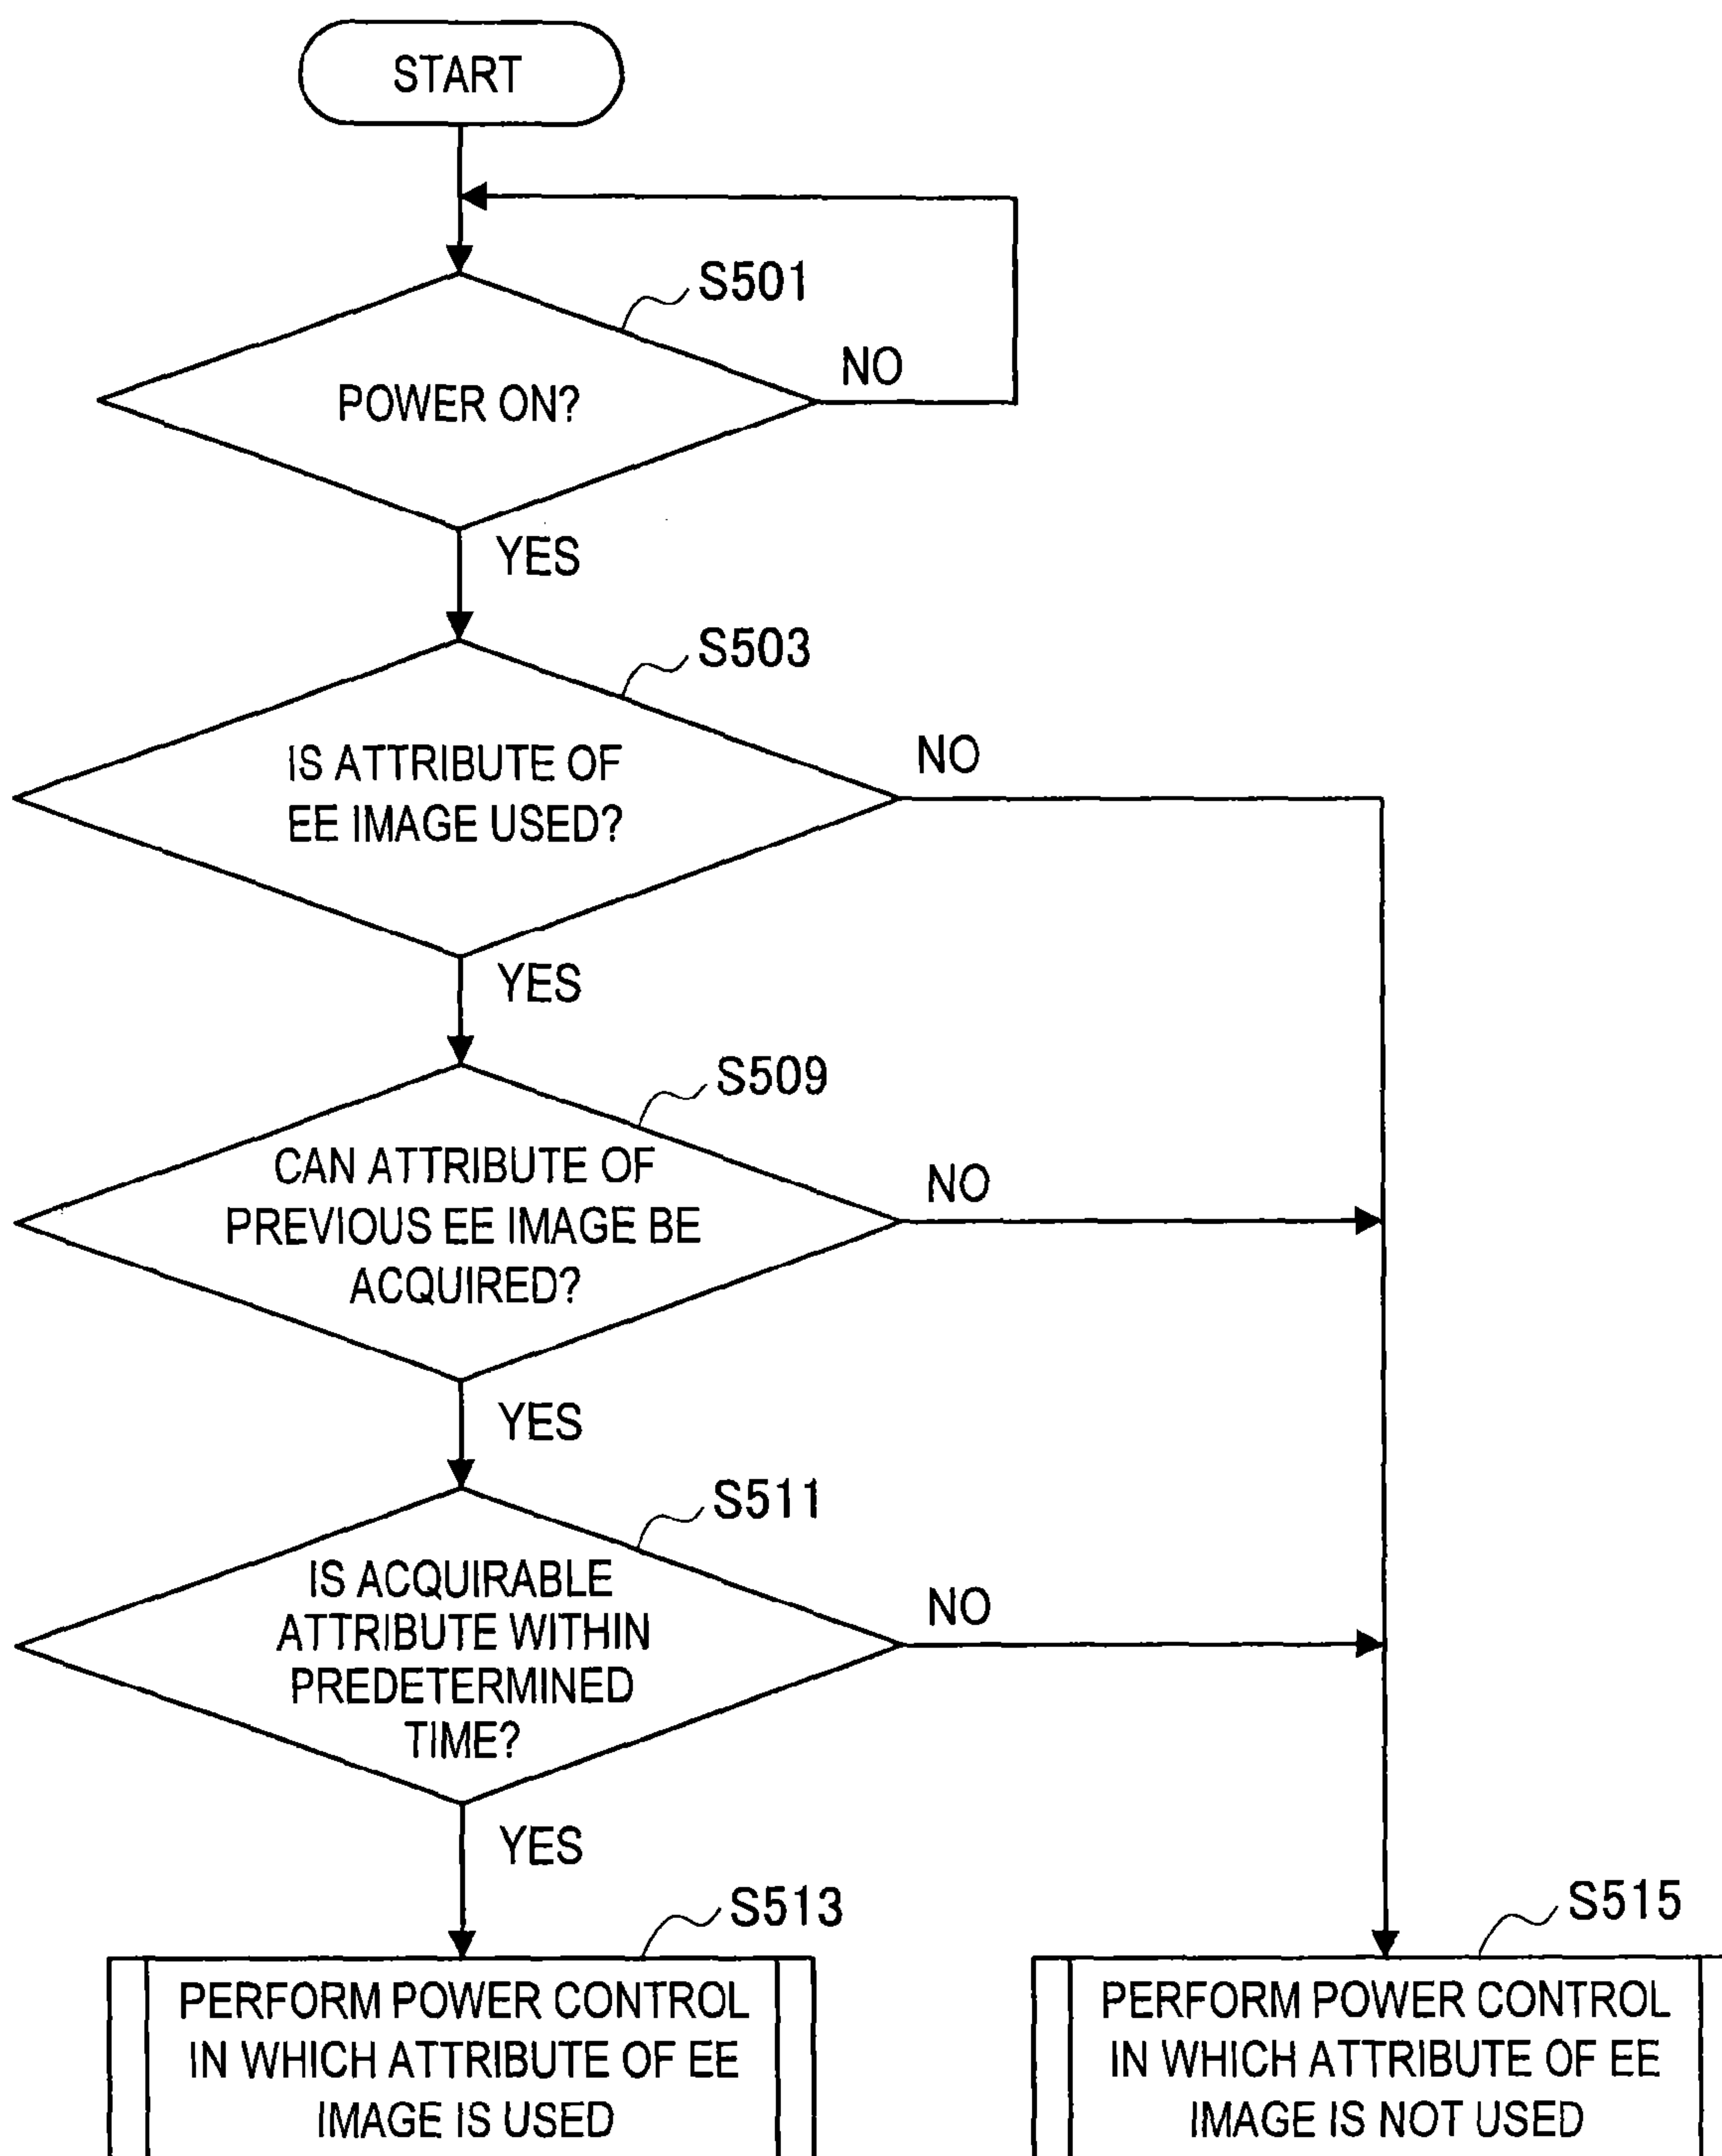 START
S501
POWER ON?
NO
YES
S503
IS ATTRIBUTE OF
EE IMAGE USED?
NO
YES
S509
CAN ATTRIBUTE OF
PREVIOUS EE IMAGE BE
ACQUIRED?
NO
YES
S511
IS ACQUIRABLE
ATTRIBUTE WITHIN
PREDETERMINED
TIME?
NO
YES
S513
PERFORM POWER CONTROL
IN WHICH ATTRIBUTE OF EE
IMAGE IS USED
S515
PERFORM POWER CONTROL
IN WHICH ATTRIBUTE OF EE
IMAGE IS NOT USED